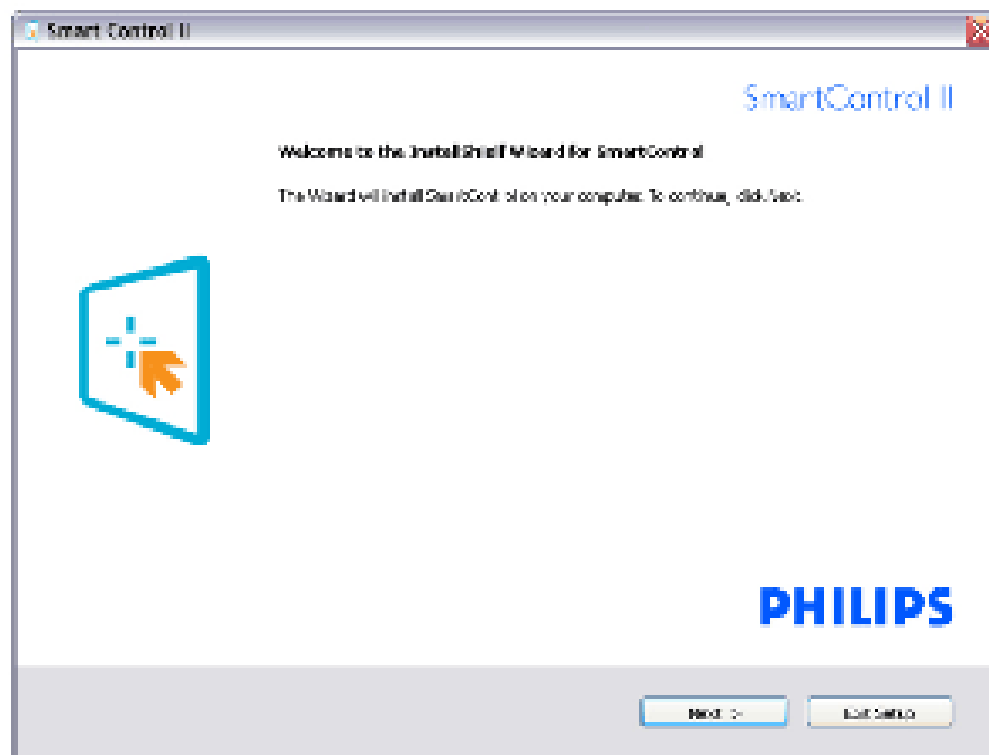 Smart Control II
SmartControl II
Welcome to the InstallShield Wizard for SmartControl
The Wizard will install SmartControl on your computer. To continue, click Next.
PHILIPS
Next >
Exit Setup